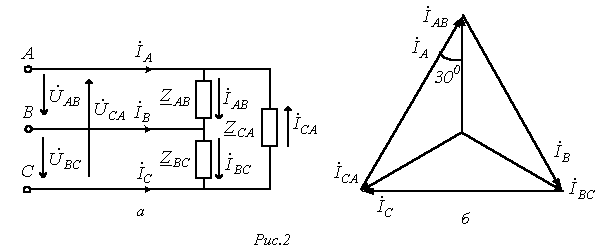 A
İ_A
U̇_AB
U̇_CA
Z_AB
İ_AB
B
İ_B
Z_CA
İ_CA
U̇_BC
Z_BC
İ_BC
C
İ_C
а
İ_AB
İ_A
30⁰
İ_B
İ_CA
İ_BC
İ_C
б
Рис.2